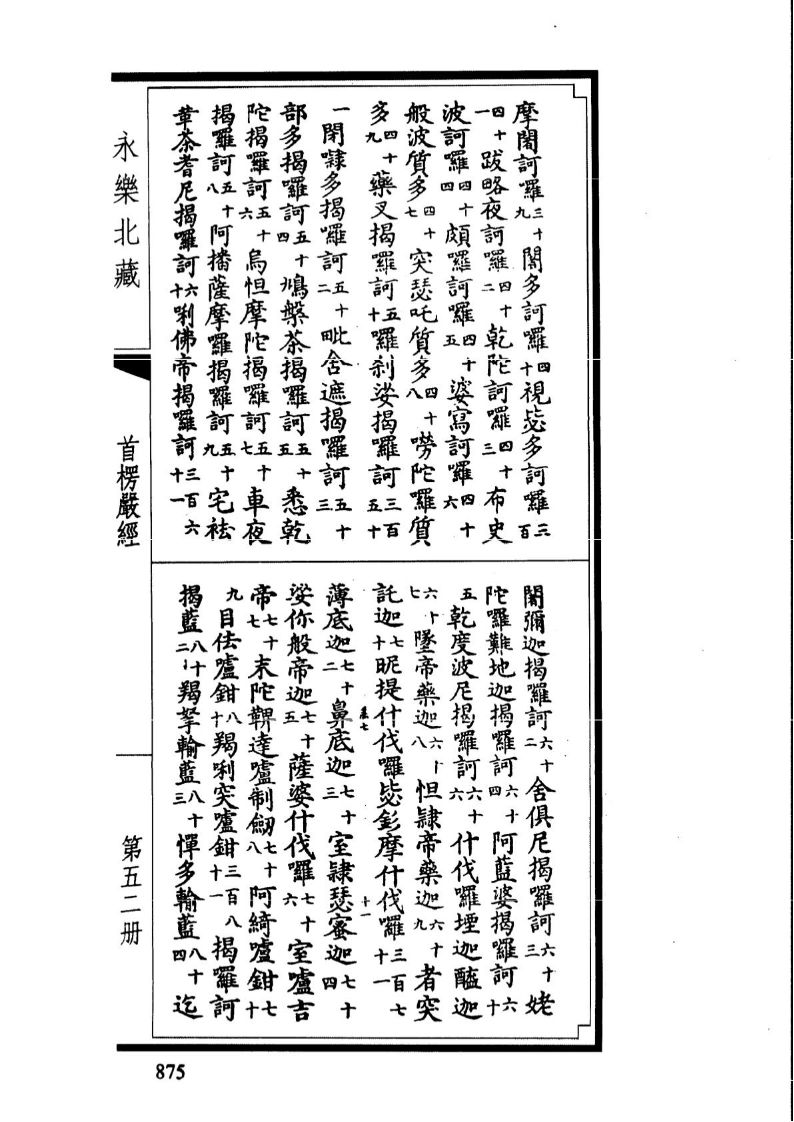 摩闍訶囉三十九闍多訶囉四十視毖多訶囉三百
四十一跋略夜訶囉四十二乾陀訶囉四十三布史
波訶囉四十四頗囉訶囉四十五婆寫訶囉四十六
般波質多四十七突瑟吒質多四十八嘮陀囉質
多四十九藥叉揭囉訶五十囉剎娑揭囉訶三百五十
一閉㘑多揭囉訶五十二毗舍遮揭囉訶五十三
部多揭囉訶五十四鳩槃茶揭囉訶五十五悉乾
陀揭囉訶五十六烏怛摩陀揭囉訶五十七車夜
揭囉訶五十八阿播薩摩囉揭囉訶五十九宅袪
革茶耆尼揭囉訶六十唎佛帝揭囉訶三百六十一
闍彌迦揭囉訶六十二舍俱尼揭囉訶六十三姥
陀囉難地迦揭囉訶六十四阿藍婆揭囉訶六十
五乾度波尼揭囉訶六十六什伐囉堙迦醯迦
六十七墜帝藥迦六十八怛隸帝藥迦六十九者突
託迦七十昵提什伐囉毖釤摩什伐囉三百七十一
薄底迦七十二鼻底迦七十三室隸瑟蜜迦七十四
娑你般帝迦七十五薩婆什伐囉七十六室嚧吉
帝七十七末陀鞞達嚧制劒七十八阿綺嚧鉗七十
九目佉嚧鉗八十羯唎突嚧鉗三百八十一揭囉訶
揭藍八十二羯拏輸藍八十三憚多輸藍八十四迄
卷七
十一
永樂北藏
首楞嚴經
第五二册
875